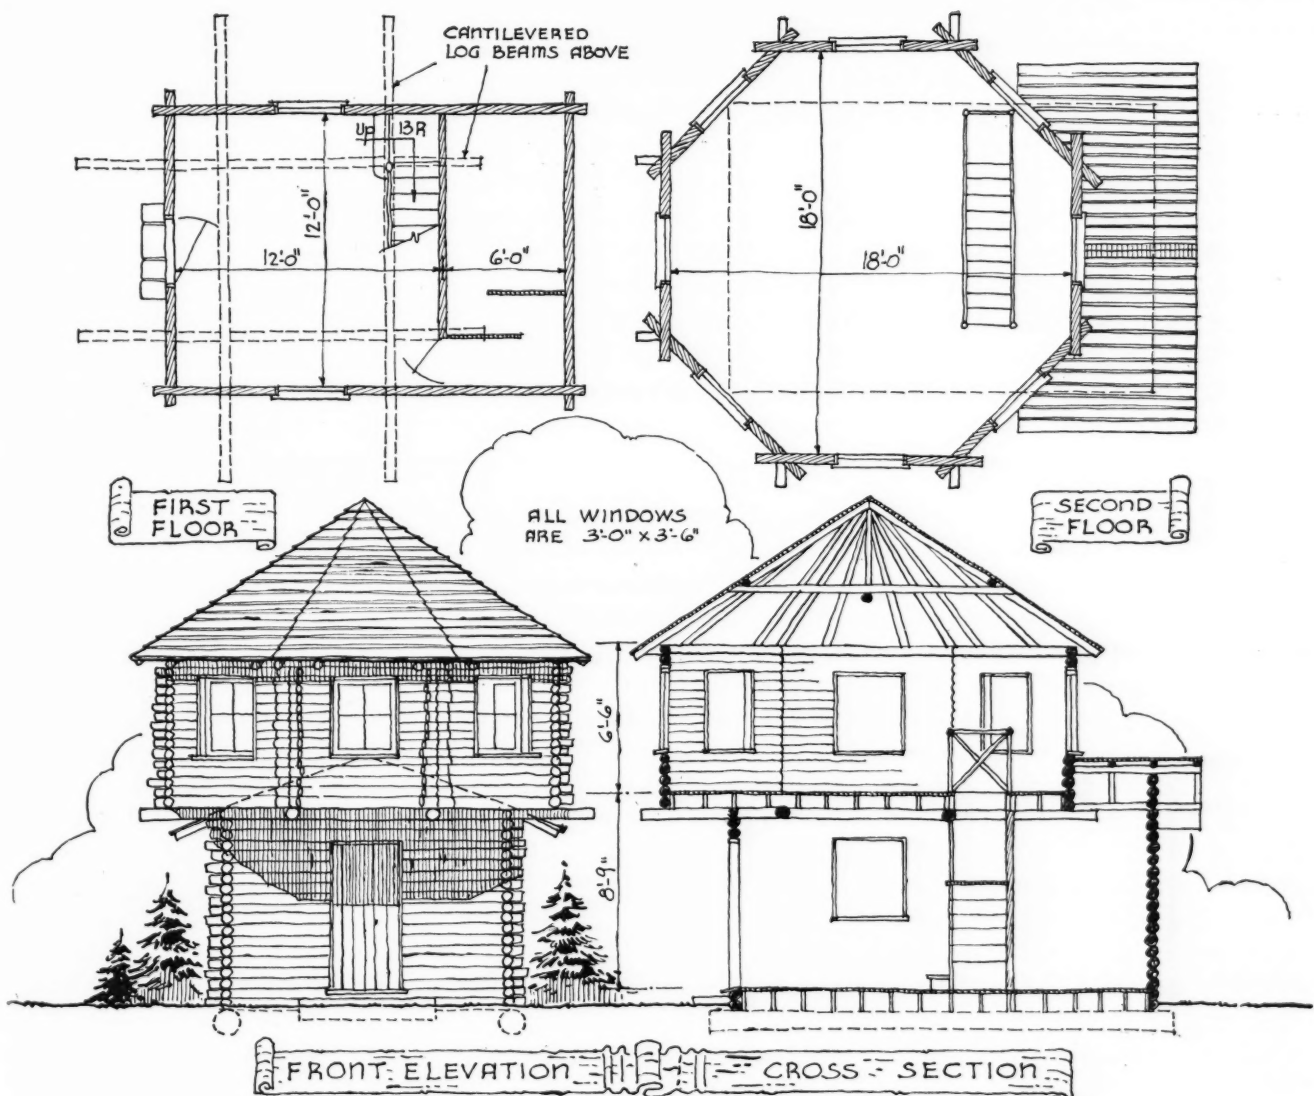 CANTILEVERED
LOG BEAMS ABOVE
Up 13R
12'-0"
12'-0"
6'-0"
18'-0"
18'-0"
FIRST
FLOOR
ALL WINDOWS
ARE 3'-0" x 3'-6"
SECOND
FLOOR
6'-6"
8'-9"
FRONT ELEVATION
CROSS SECTION